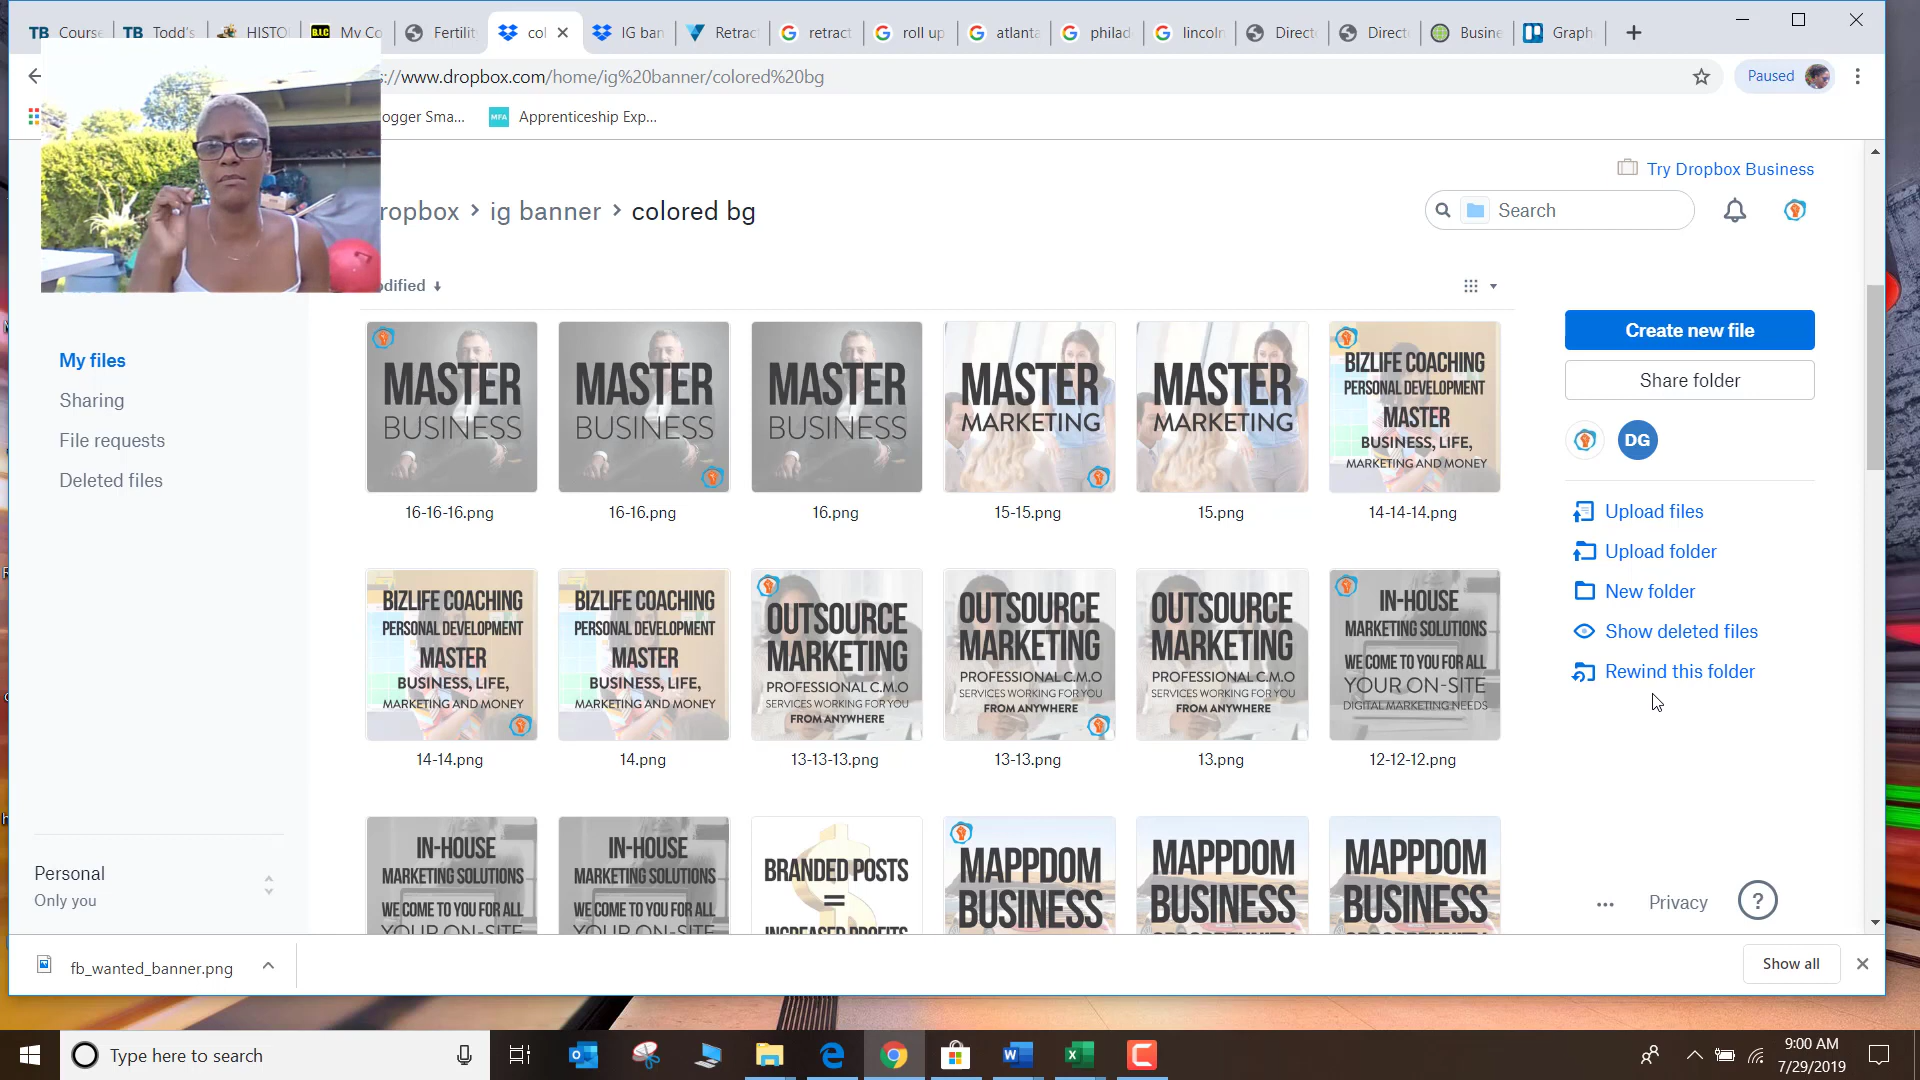 TB Course
TB Todd's
HISTO
B.I.C My Co
Fertilit
col
IG ban
Retrac
retract
roll up
atlanta
philad
lincoln
Direct
Direct
Busine
Graph
://www.dropbox.com/home/ig%20banner/colored%20bg
Paused
ogger Sma...
MFA Apprenticeship Exp...
Try Dropbox Business
ropbox > ig banner > colored bg
Search
dified
My files
Sharing
File requests
Deleted files
Personal
Only you
MASTER
BUSINESS
16-16-16.png
MASTER
BUSINESS
16-16.png
MASTER
BUSINESS
16.png
MASTER
MARKETING
15-15.png
MASTER
MARKETING
15.png
BIZLIFE COACHING
PERSONAL DEVELOPMENT
MASTER
BUSINESS, LIFE,
MARKETING AND MONEY
14-14-14.png
BIZLIFE COACHING
PERSONAL DEVELOPMENT
MASTER
BUSINESS, LIFE,
MARKETING AND MONEY
14-14.png
BIZLIFE COACHING
PERSONAL DEVELOPMENT
MASTER
BUSINESS, LIFE,
MARKETING AND MONEY
14.png
OUTSOURCE
MARKETING
PROFESSIONAL C.M.O
SERVICES WORKING FOR YOU
FROM ANYWHERE
13-13-13.png
OUTSOURCE
MARKETING
PROFESSIONAL C.M.O
SERVICES WORKING FOR YOU
FROM ANYWHERE
13-13.png
OUTSOURCE
MARKETING
PROFESSIONAL C.M.O
SERVICES WORKING FOR YOU
FROM ANYWHERE
13.png
IN-HOUSE
MARKETING SOLUTIONS
WE COME TO YOU FOR ALL
YOUR ON-SITE
DIGITAL MARKETING NEEDS
12-12-12.png
IN-HOUSE
MARKETING SOLUTIONS
WE COME TO YOU FOR ALL
YOUR ON-SITE
IN-HOUSE
MARKETING SOLUTIONS
WE COME TO YOU FOR ALL
YOUR ON-SITE
BRANDED POSTS
=
INCREASED PROFITS
MAPPDOM
BUSINESS
MAPPDOM
BUSINESS
MAPPDOM
BUSINESS
Create new file
Share folder
DG
Upload files
Upload folder
New folder
Show deleted files
Rewind this folder
... Privacy ?
fb_wanted_banner.png
Show all
Type here to search
9:00 AM
7/29/2019